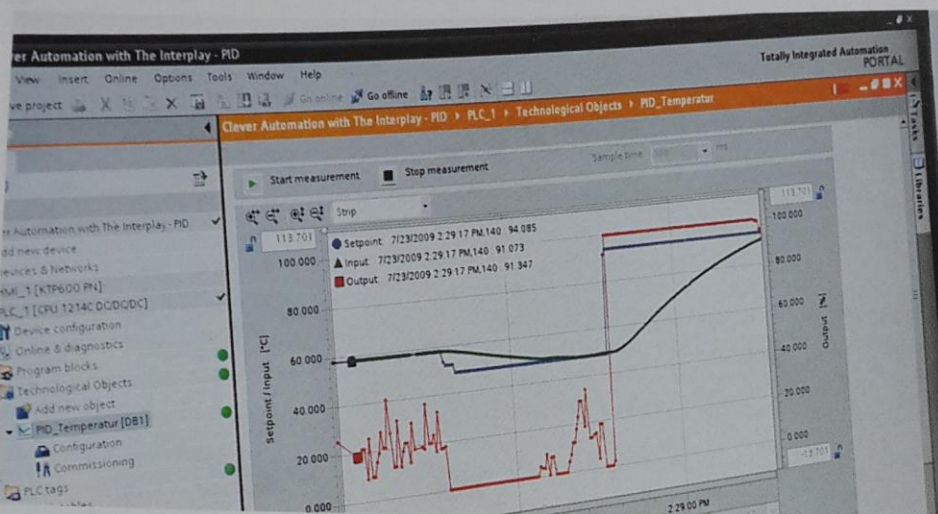 er Automation with The Interplay - PID
Totally Integrated Automation
PORTAL
View Insert Online Options Tools Window Help
ve project Go online Go offline
Clever Automation with The Interplay - PID PLC_1 Technological Objects PID_Temperatur
Tasks
Libraries
Start measurement Stop measurement Sample time ms
Strip
er Automation with The Interplay - PID
dd new device
evices & Networks
HMI_1 [KTP600 PN]
PLC_1 [CPU 1214C DC/DC/DC]
Device configuration
Online & diagnostics
Program blocks
Technological Objects
Add new object
PID_Temperatur [DB1]
Configuration
Commissioning
PLC tags
113.701
100.000
80.000
60.000
40.000
20.000
0.000
Setpoint / Input [°C]
Setpoint 7/23/2009 2:29:17 PM,140 94.085
Input 7/23/2009 2:29:17 PM,140 91.073
Output 7/23/2009 2:29:17 PM,140 91.347
113.701
100.000
80.000
60.000
40.000
20.000
0.000
-13.701
Output [%]
2:29:00 PM